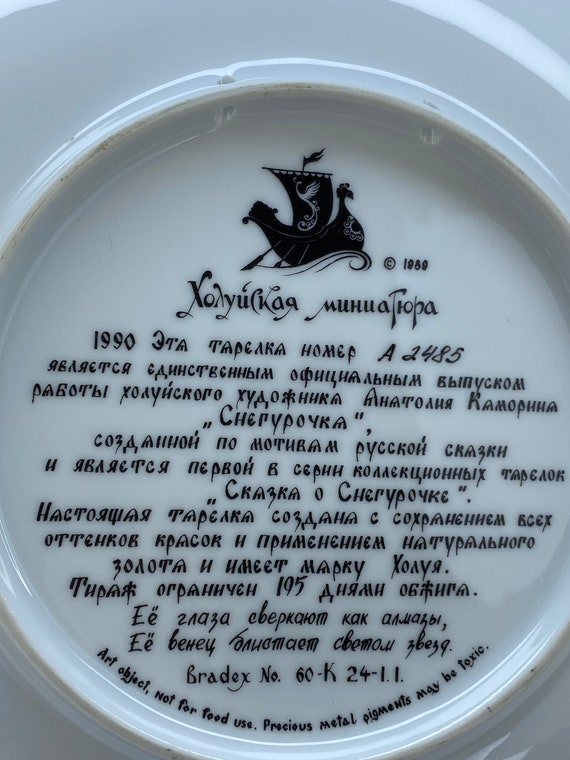 © 1989
Холуйская миниатюра
1990 Эта тарелка номер А 2485
является единственным официальным выпуском
работы холуйского художника Анатолия Каморина
„Снегурочка",
созданной по мотивам русской сказки
и является первой в серии коллекционных тарелок
„Сказка о Снегурочке".
Настоящая тарелка создана с сохранением всех
оттенков красок и применением натурального
золота и имеет марку Холуя.
Тираж ограничен 195 днями обжига.
Её глаза сверкают как алмазы,
Её венец блистает светом звезд.
Bradex No. 60-К 24-1.1.
Art object, not for food use. Precious metal pigments may be toxic.